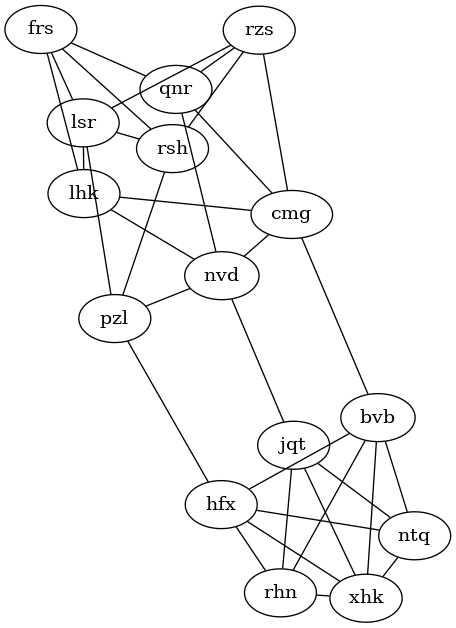 frs
rzs
qnr
lsr
rsh
lhk
cmg
nvd
pzl
bvb
jqt
hfx
ntq
rhn
xhk